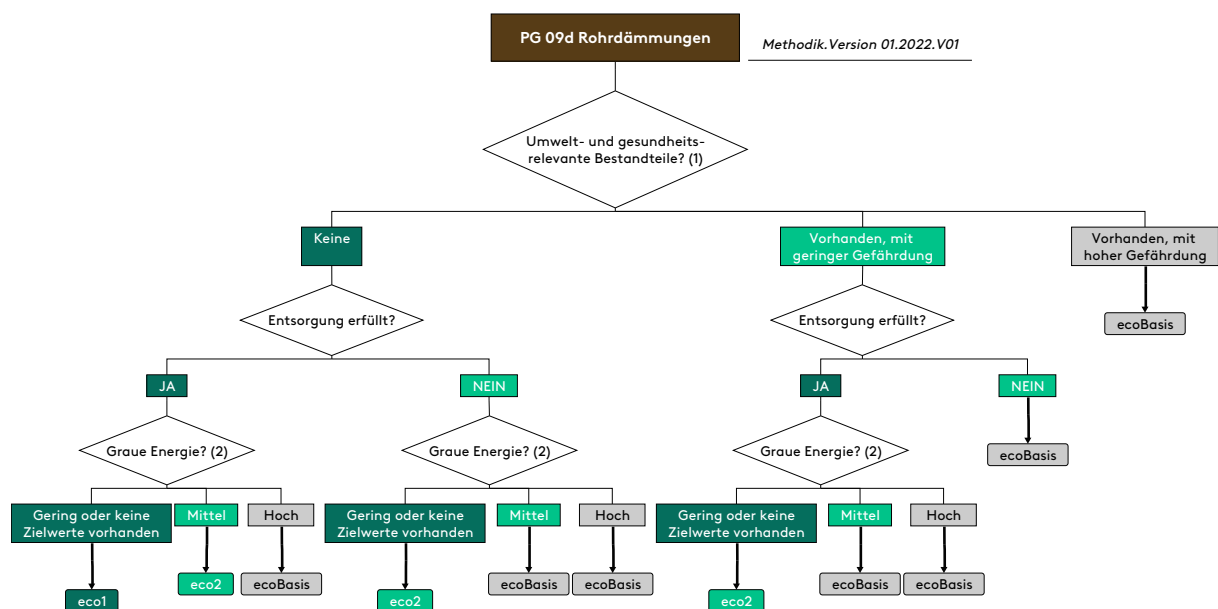 PG 09d Rohrdämmungen
Methodik.Version 01.2022.V01
Umwelt- und gesundheits-
relevante Bestandteile? (1)
Keine
Vorhanden, mit
geringer Gefährdung
Vorhanden, mit
hoher Gefährdung
Entsorgung erfüllt?
Entsorgung erfüllt?
ecoBasis
JA
NEIN
JA
NEIN
Graue Energie? (2)
Graue Energie? (2)
Graue Energie? (2)
ecoBasis
Gering oder keine
Zielwerte vorhanden
Mittel
Hoch
Gering oder keine
Zielwerte vorhanden
Mittel
Hoch
Gering oder keine
Zielwerte vorhanden
Mittel
Hoch
eco1
eco2
ecoBasis
eco2
ecoBasis
ecoBasis
eco2
ecoBasis
ecoBasis